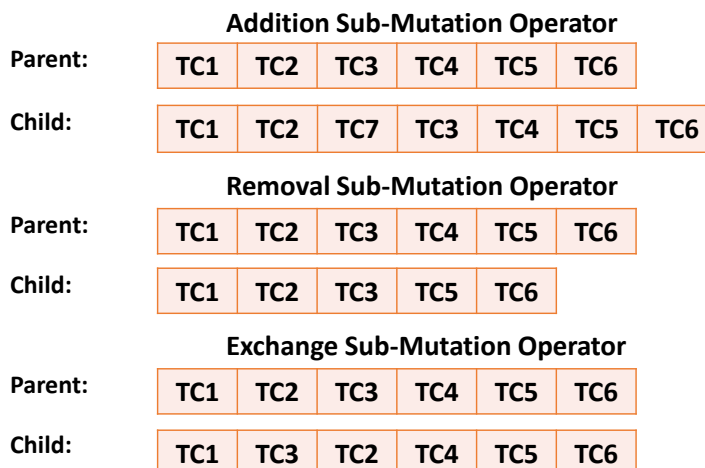 Addition Sub-Mutation Operator
Parent: TC1 TC2 TC3 TC4 TC5 TC6
Child: TC1 TC2 TC7 TC3 TC4 TC5 TC6
Removal Sub-Mutation Operator
Parent: TC1 TC2 TC3 TC4 TC5 TC6
Child: TC1 TC2 TC3 TC5 TC6
Exchange Sub-Mutation Operator
Parent: TC1 TC2 TC3 TC4 TC5 TC6
Child: TC1 TC3 TC2 TC4 TC5 TC6